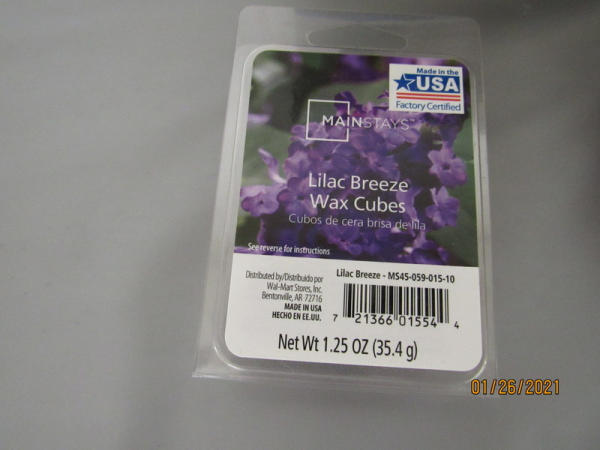 Made in the
USA
Factory Certified
MAINSTAYS™
Lilac Breeze
Wax Cubes
Cubos de cera brisa de lila
See reverse for instructions
Distributed by/Distribuido por
Wal-Mart Stores, Inc.
Bentonville, AR 72716
MADE IN USA
HECHO EN EE.UU.
Lilac Breeze - MS45-059-015-10
7 21366 01554 4
Net Wt 1.25 OZ (35.4 g)
01/26/2021